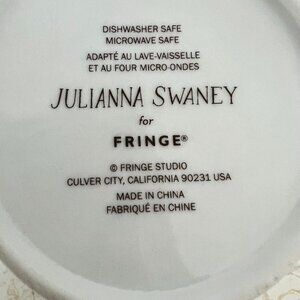 DISHWASHER SAFE
MICROWAVE SAFE
ADAPTÉ AU LAVE-VAISSELLE
ET AU FOUR MICRO-ONDES
JULIANNA SWANEY
for
FRINGE®
© FRINGE STUDIO
CULVER CITY, CALIFORNIA 90231 USA
MADE IN CHINA
FABRIQUÉ EN CHINE